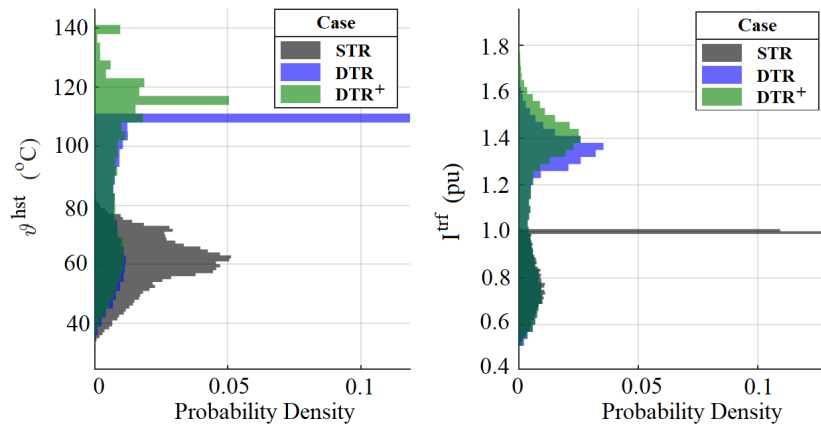 140
120
100
80
60
40
ϑ hst (oC)
Case
STR
DTR
DTR+
0
0.05
0.1
Probability Density
1.8
1.6
1.4
1.2
1.0
0.8
0.6
0.4
I trf (pu)
Case
STR
DTR
DTR+
0
0.05
0.1
Probability Density